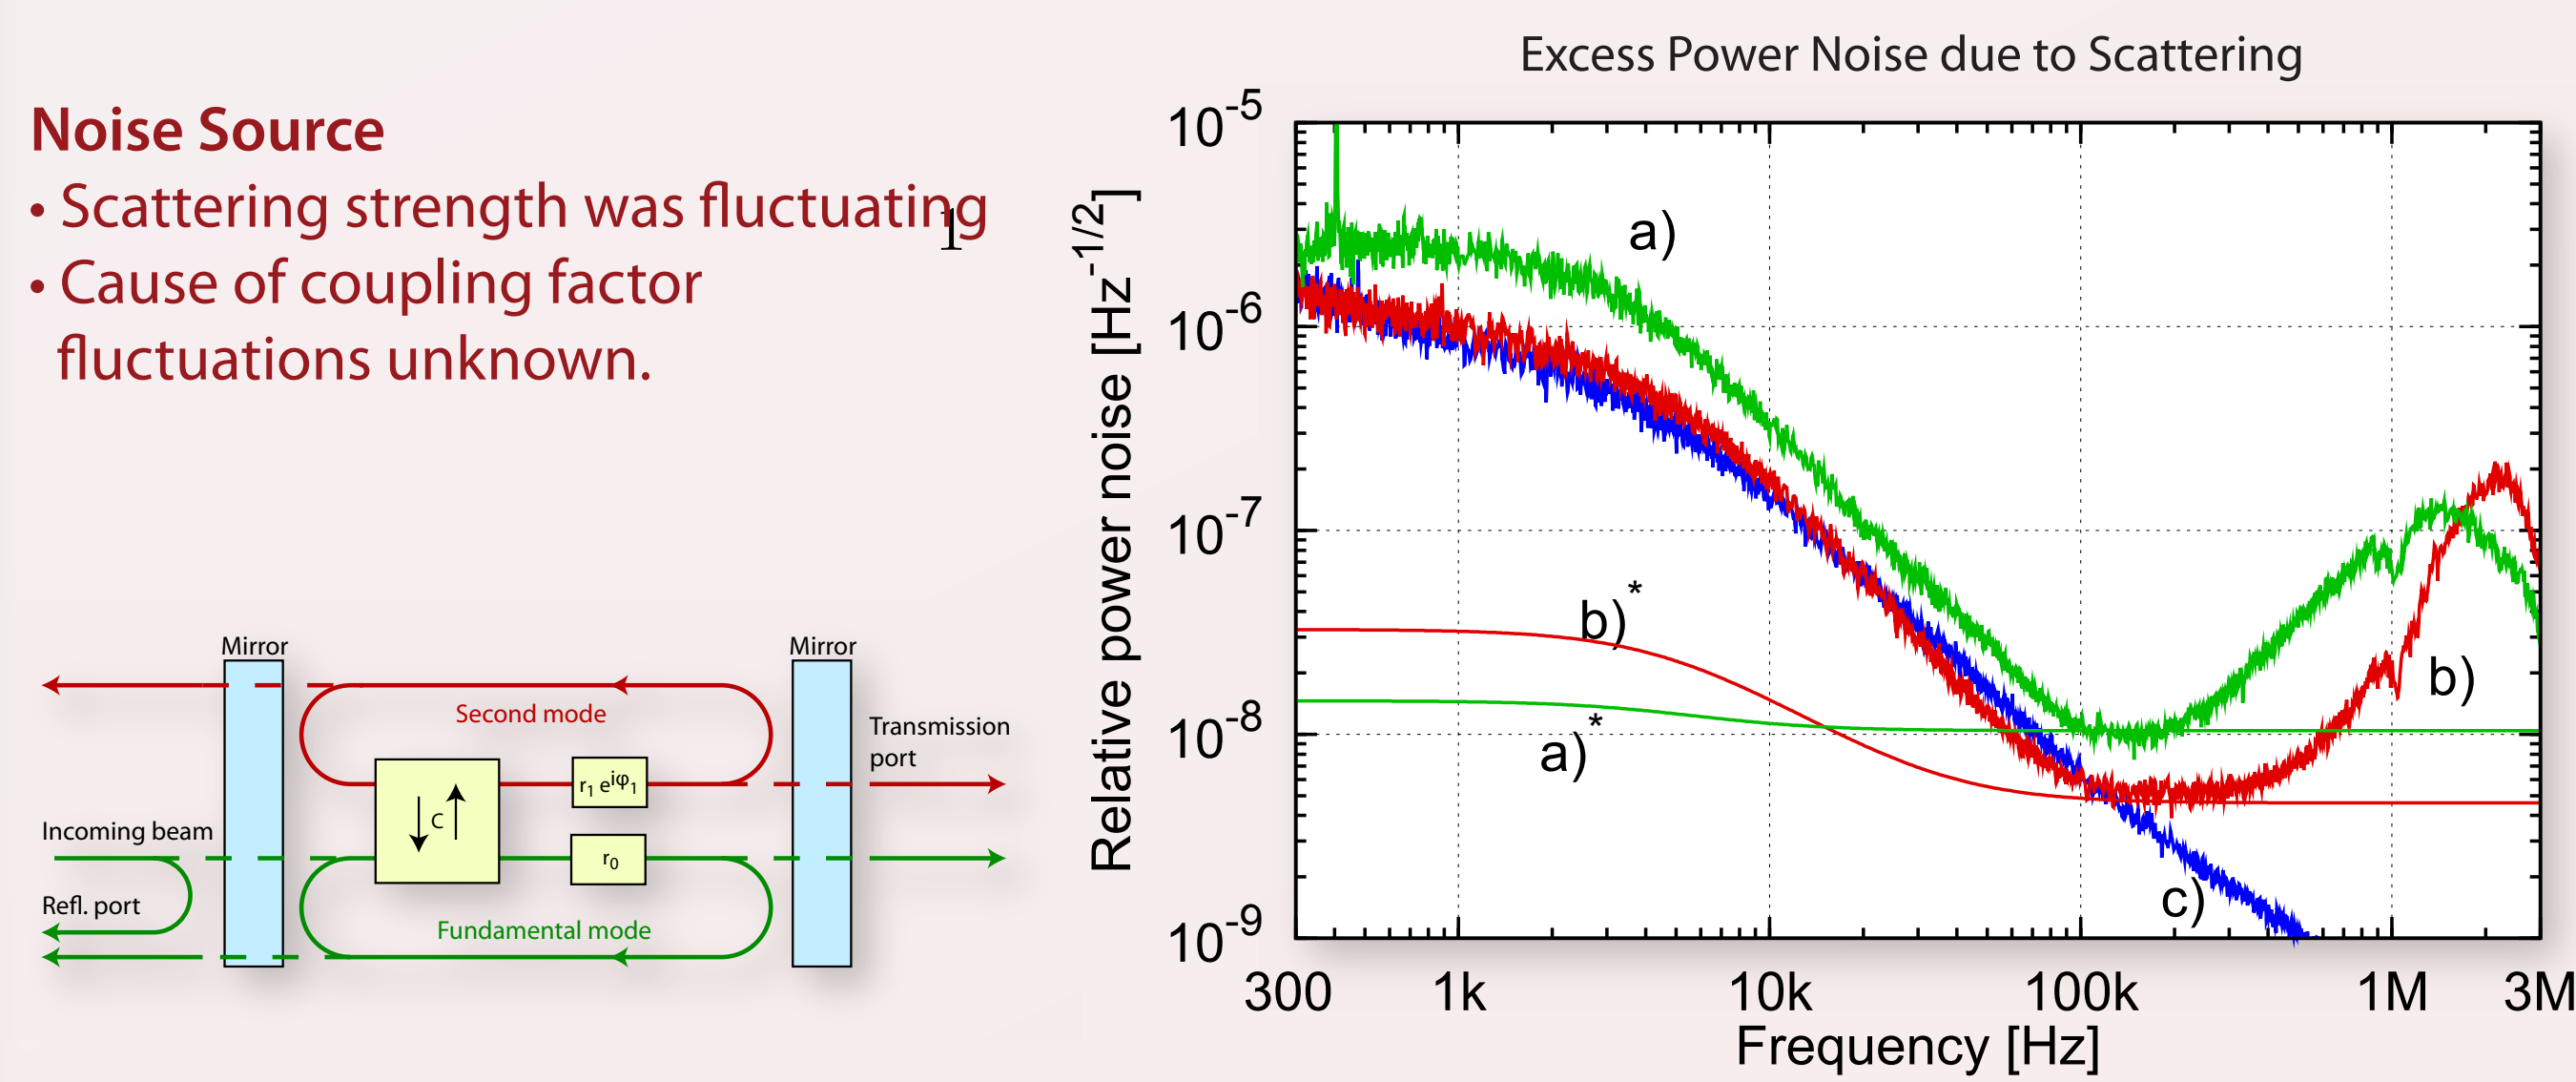 Noise Source
• Scattering strength was fluctuating
1
• Cause of coupling factor
fluctuations unknown.
Mirror
Mirror
Second mode
Transmission
port
r₁ e^iφ₁
C
Incoming beam
r₀
Refl. port
Fundamental mode
Excess Power Noise due to Scattering
Relative power noise [Hz^-1/2]
10^-5
10^-6
10^-7
10^-8
10^-9
a)
b)*
a)*
b)
c)
300 1k 10k 100k 1M 3M
Frequency [Hz]